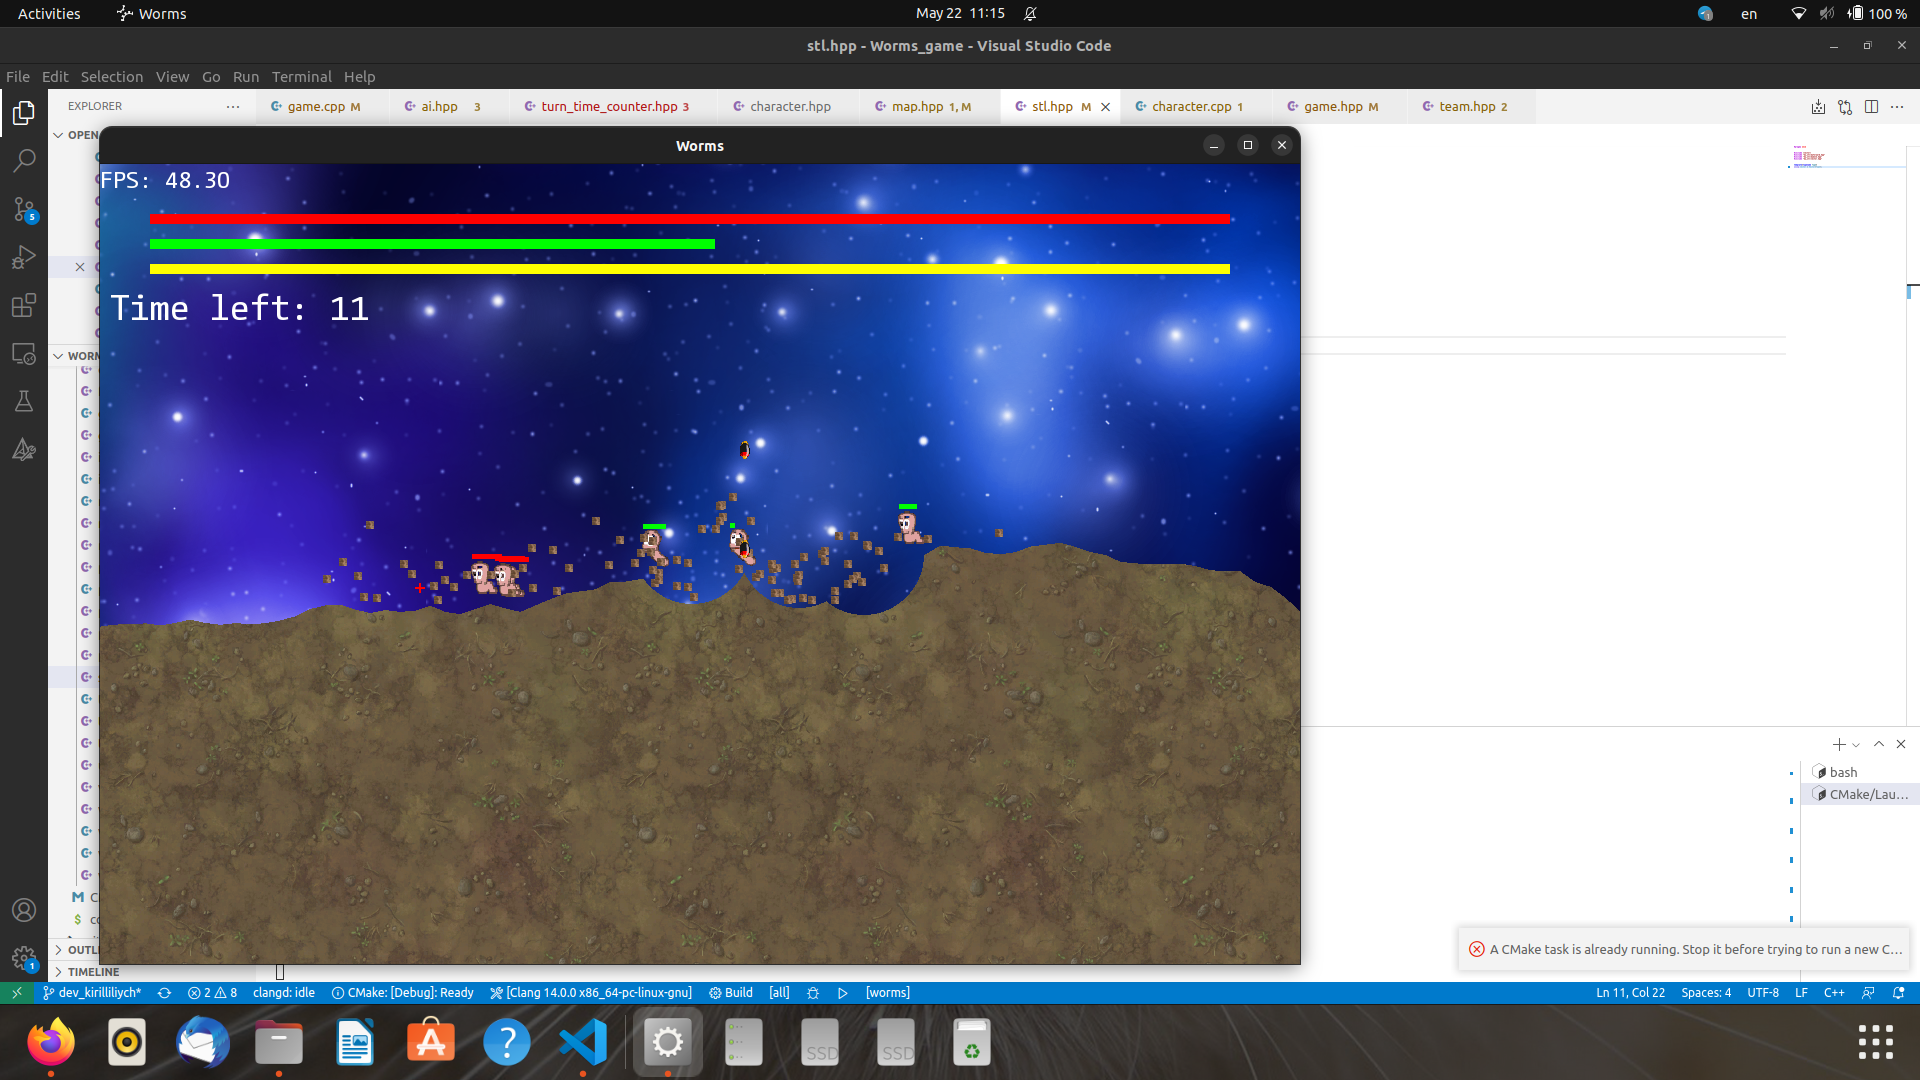 Activities Worms May 22 11:15 en 100 %
stl.hpp - Worms_game - Visual Studio Code
File Edit Selection View Go Run Terminal Help
EXPLORER game.cpp M ai.hpp 3 turn_time_counter.hpp 3 character.hpp map.hpp 1, M stl.hpp M character.cpp 1 game.hpp M team.hpp 2
OPEN
Worms
FPS: 48.30
5
Time left: 11
WORM
bash
CMake/Lau...
M C
$ co
OUTLI
A CMake task is already running. Stop it before trying to run a new C...
1
TIMELINE
dev_kirilliliych* 2 8 clangd: idle CMake: [Debug]: Ready [Clang 14.0.0 x86_64-pc-linux-gnu] Build [all] [worms] Ln 11, Col 22 Spaces: 4 UTF-8 LF C++
SSD SSD